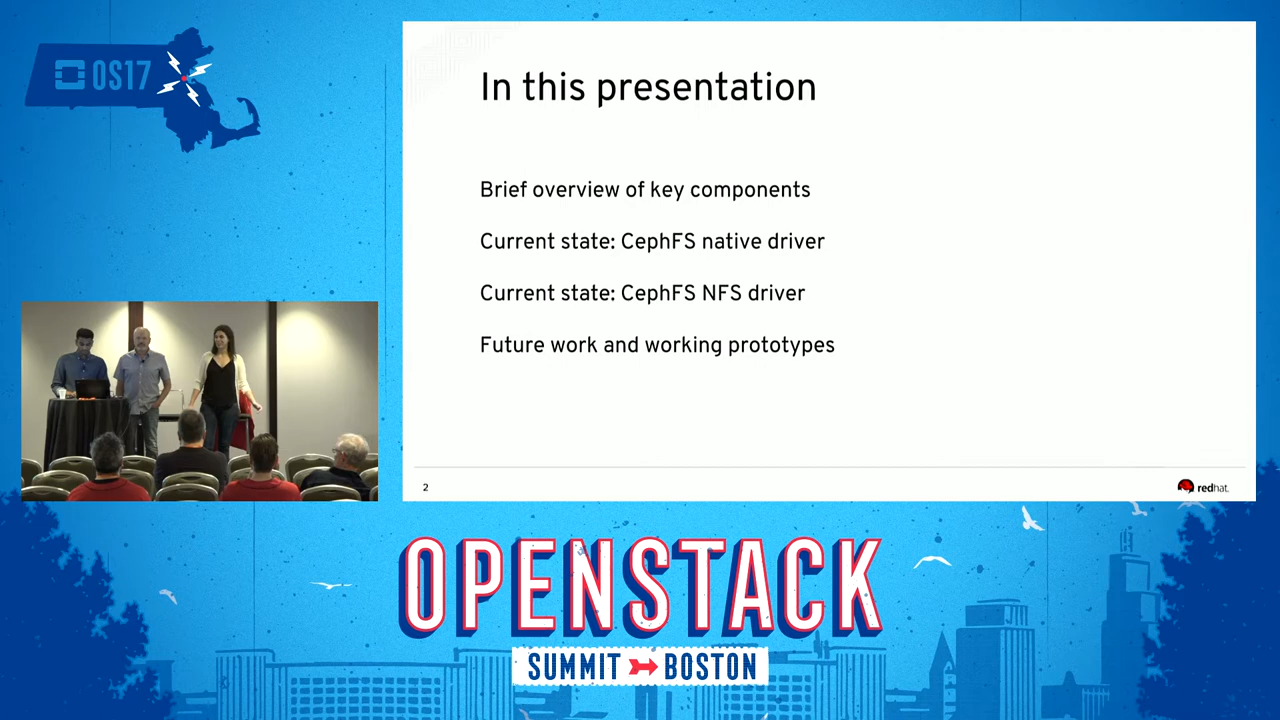 OS17
In this presentation
Brief overview of key components
Current state: CephFS native driver
Current state: CephFS NFS driver
Future work and working prototypes
2
redhat.
OPENSTACK
SUMMIT BOSTON